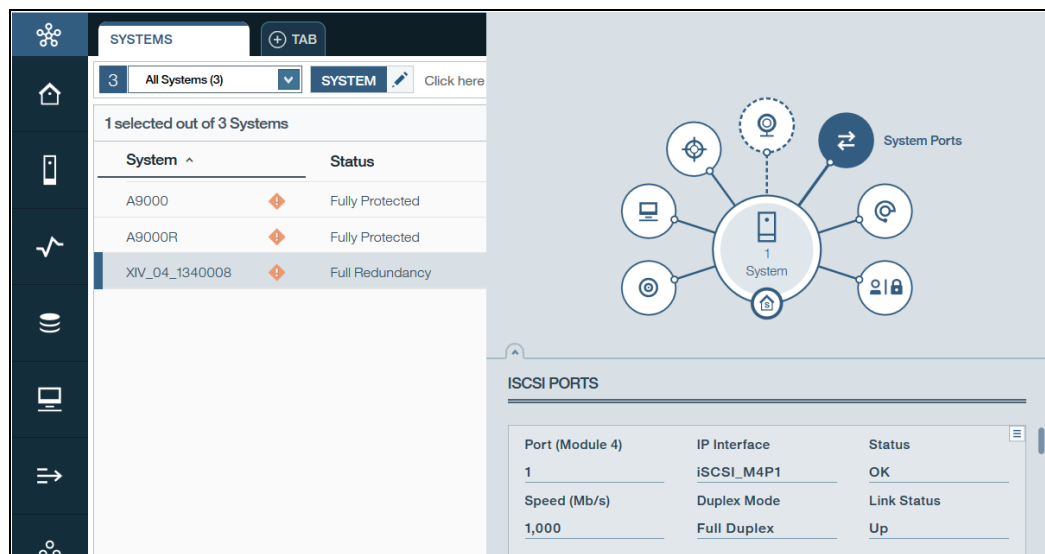 SYSTEMS
TAB
3 All Systems (3) SYSTEM Click here
1 selected out of 3 Systems
System Status
A9000 Fully Protected
A9000R Fully Protected
XIV_04_1340008 Full Redundancy
System Ports
1
System
S
ISCSI PORTS
Port (Module 4) IP Interface Status
1 iSCSI_M4P1 OK
Speed (Mb/s) Duplex Mode Link Status
1,000 Full Duplex Up